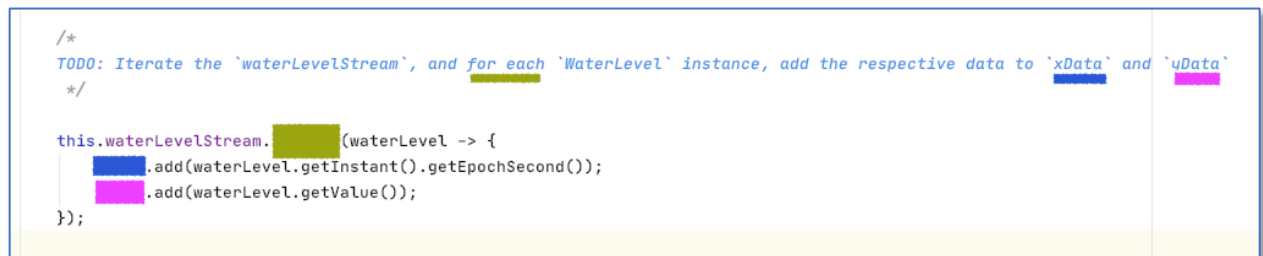 /*
TODO: Iterate the `waterLevelStream`, and for each `WaterLevel` instance, add the respective data to `xData` and `yData`
*/
this.waterLevelStream. (waterLevel -> {
.add(waterLevel.getInstant().getEpochSecond());
.add(waterLevel.getValue());
});